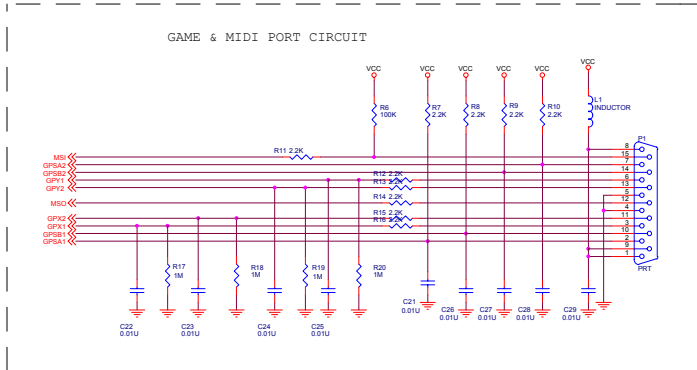 GAME & MIDI PORT CIRCUIT
VCC VCC VCC VCC VCC VCC
R6
100K
R7
2.2K
R8
2.2K
R9
2.2K
R10
2.2K
L1
INDUCTOR
P1
R11 2.2K
MSI
GPSA2
GPSB2
GPY1
GPY2
MSO
GPX2
GPX1
GPSB1
GPSA1
R12 2.2K
R13 2.2K
R14 2.2K
R15 2.2K
R16 2.2K
8
15
7
14
6
13
5
12
4
11
3
10
2
9
1
PRT
R17
1M
R18
1M
R19
1M
R20
1M
C21
0.01U
C22
0.01U
C23
0.01U
C24
0.01U
C25
0.01U
C26
0.01U
C27
0.01U
C28
0.01U
C29
0.01U